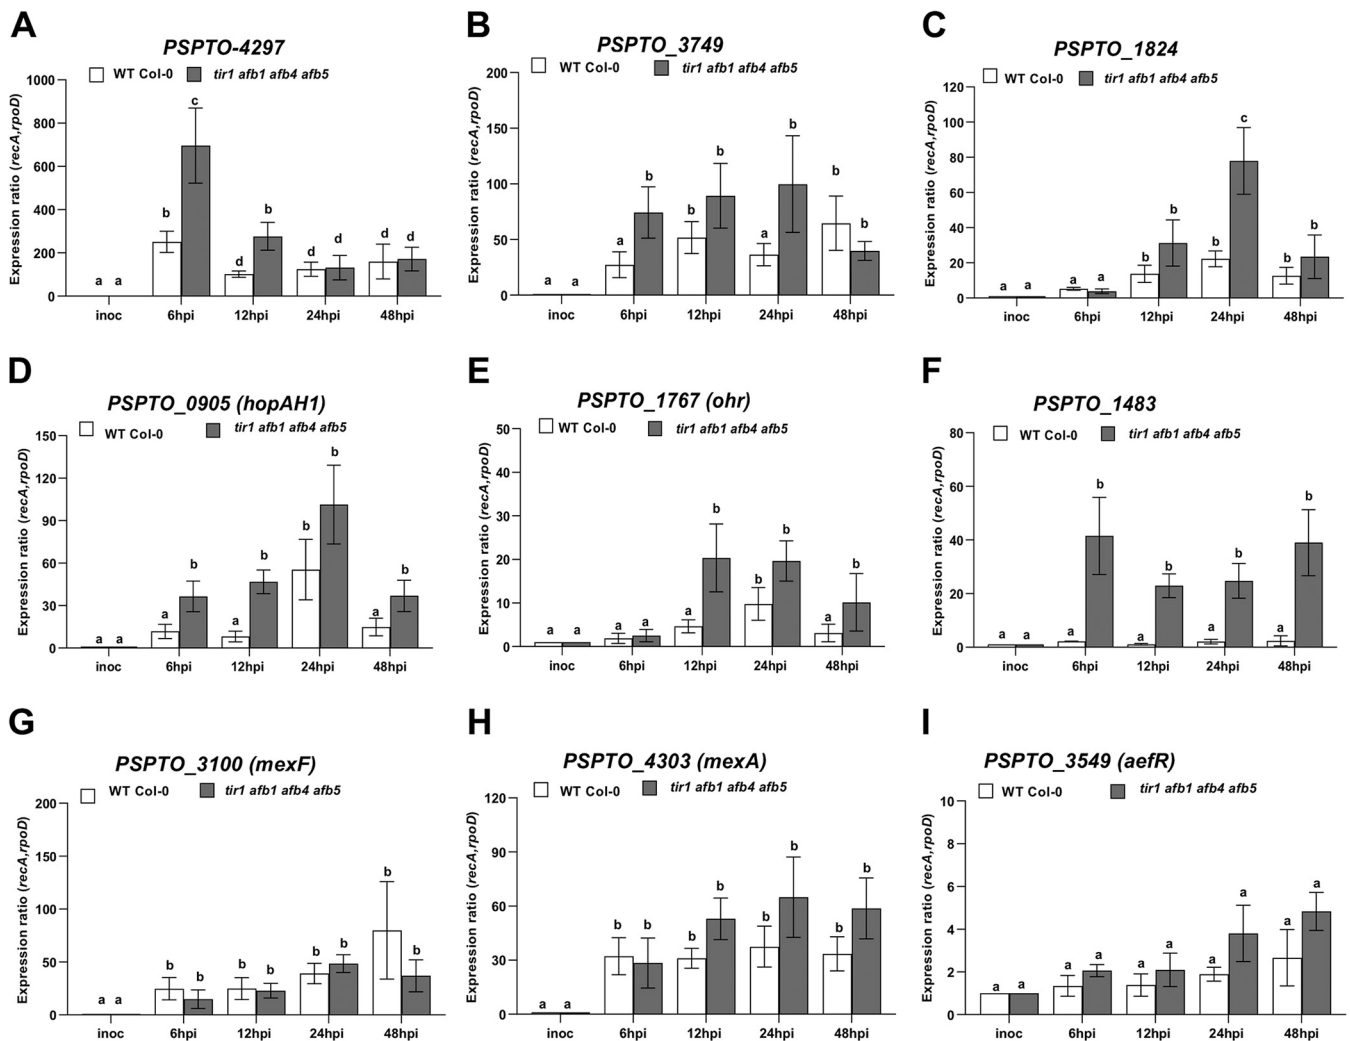 A
PSPTO-4297
WT Col-0 tir1 afb1 afb4 afb5
Expression ratio (recA,rpoD)
1000
800
600
400
200
0
a a b c d b d d d d
inoc 6hpi 12hpi 24hpi 48hpi
B
PSPTO_3749
WT Col-0 tir1 afb1 afb4 afb5
Expression ratio (recA,rpoD)
200
150
100
50
0
a a a b b b a b b b
inoc 6hpi 12hpi 24hpi 48hpi
C
PSPTO_1824
WT Col-0 tir1 afb1 afb4 afb5
Expression ratio (recA,rpoD)
120
100
80
60
40
20
0
a a a a b b b c b b
inoc 6hpi 12hpi 24hpi 48hpi
D
PSPTO_0905 (hopAH1)
WT Col-0 tir1 afb1 afb4 afb5
Expression ratio (recA,rpoD)
150
120
90
60
30
0
a a a b a b b b a b
inoc 6hpi 12hpi 24hpi 48hpi
E
PSPTO_1767 (ohr)
WT Col-0 tir1 afb1 afb4 afb5
Expression ratio (recA,rpoD)
50
40
30
20
10
0
a a a a a b b b a b
inoc 6hpi 12hpi 24hpi 48hpi
F
PSPTO_1483
WT Col-0 tir1 afb1 afb4 afb5
Expression ratio (recA,rpoD)
80
60
40
20
0
a a a b a b a b a b
inoc 6hpi 12hpi 24hpi 48hpi
G
PSPTO_3100 (mexF)
WT Col-0 tir1 afb1 afb4 afb5
Expression ratio (recA,rpoD)
200
150
100
50
0
a a b b b b b b b b
inoc 6hpi 12hpi 24hpi 48hpi
H
PSPTO_4303 (mexA)
WT Col-0 tir1 afb1 afb4 afb5
Expression ratio (recA,rpoD)
120
90
60
30
0
a a b b b b b b b b
inoc 6hpi 12hpi 24hpi 48hpi
I
PSPTO_3549 (aefR)
WT Col-0 tir1 afb1 afb4 afb5
Expression ratio (recA,rpoD)
10
8
6
4
2
0
a a a a a a a a a a
inoc 6hpi 12hpi 24hpi 48hpi